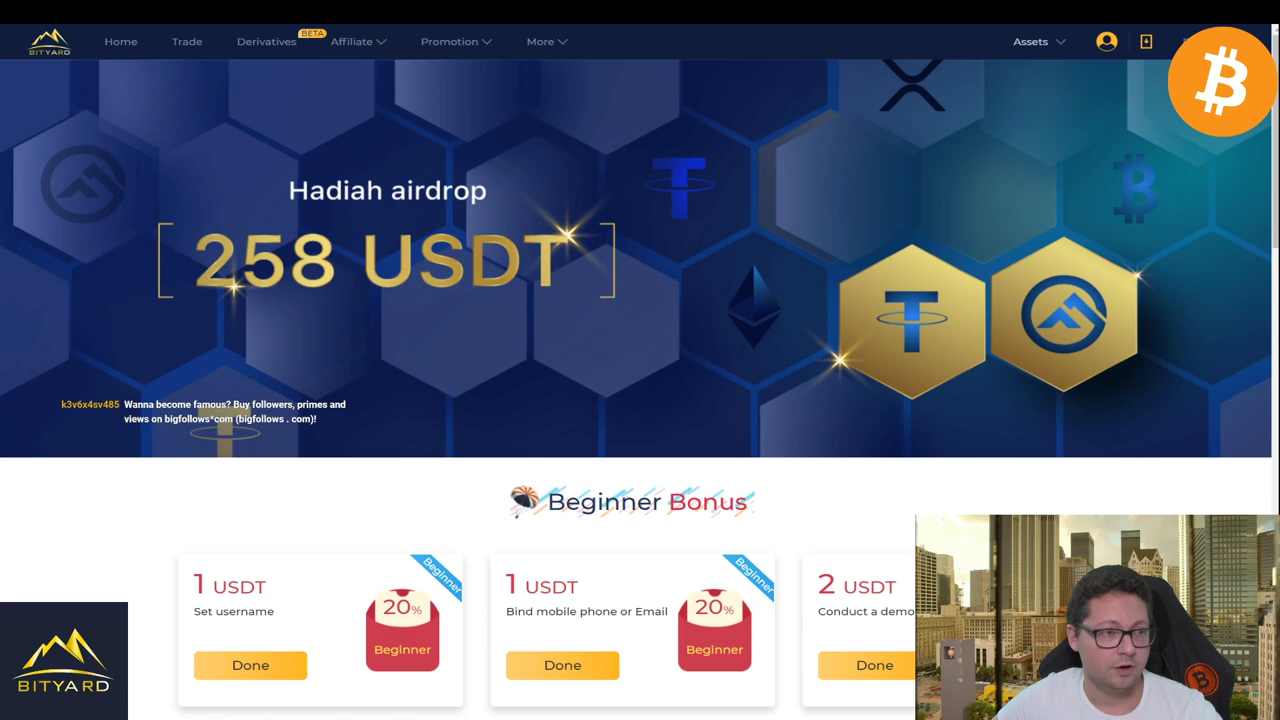 BITYARD
Home
Trade
Derivatives
BETA
Affiliate
Promotion
More
Assets
Hadiah airdrop
258 USDT
k3v6x4sv485 Wanna become famous? Buy followers, primes and
views on bigfollows*com (bigfollows . com)!
Beginner Bonus
1 USDT
Set username
Beginner
20%
Beginner
Done
1 USDT
Bind mobile phone or Email
Beginner
20%
Beginner
Done
2 USDT
Conduct a demo
Done
BITYARD